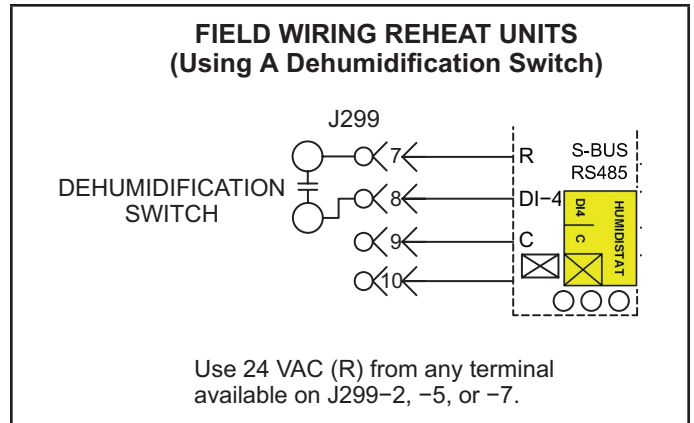 FIELD WIRING REHEAT UNITS
(Using A Dehumidification Switch)
J299
DEHUMIDIFICATION
SWITCH
7
8
9
10
R
DI−4
C
S-BUS
RS485
DI4
C
HUMIDISTAT
Use 24 VAC (R) from any terminal
available on J299−2, −5, or −7.